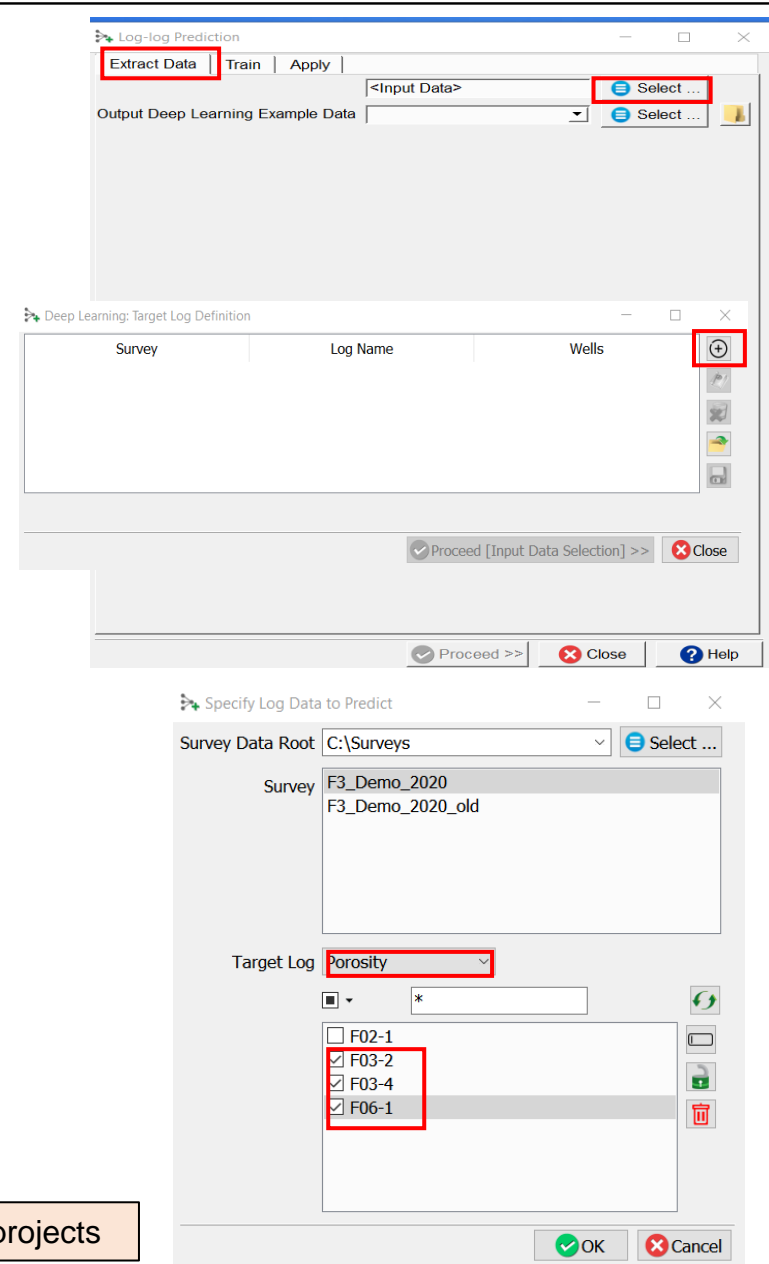 Log-log Prediction
Extract Data Train Apply
<Input Data> Select ...
Output Deep Learning Example Data Select ...
Deep Learning: Target Log Definition
Survey Log Name Wells
Proceed [Input Data Selection] >> Close
Proceed >> Close Help
Specify Log Data to Predict
Survey Data Root C:\Surveys Select ...
Survey F3_Demo_2020
F3_Demo_2020_old
Target Log Porosity
*
F02-1
F03-2
F03-4
F06-1
projects
OK Cancel